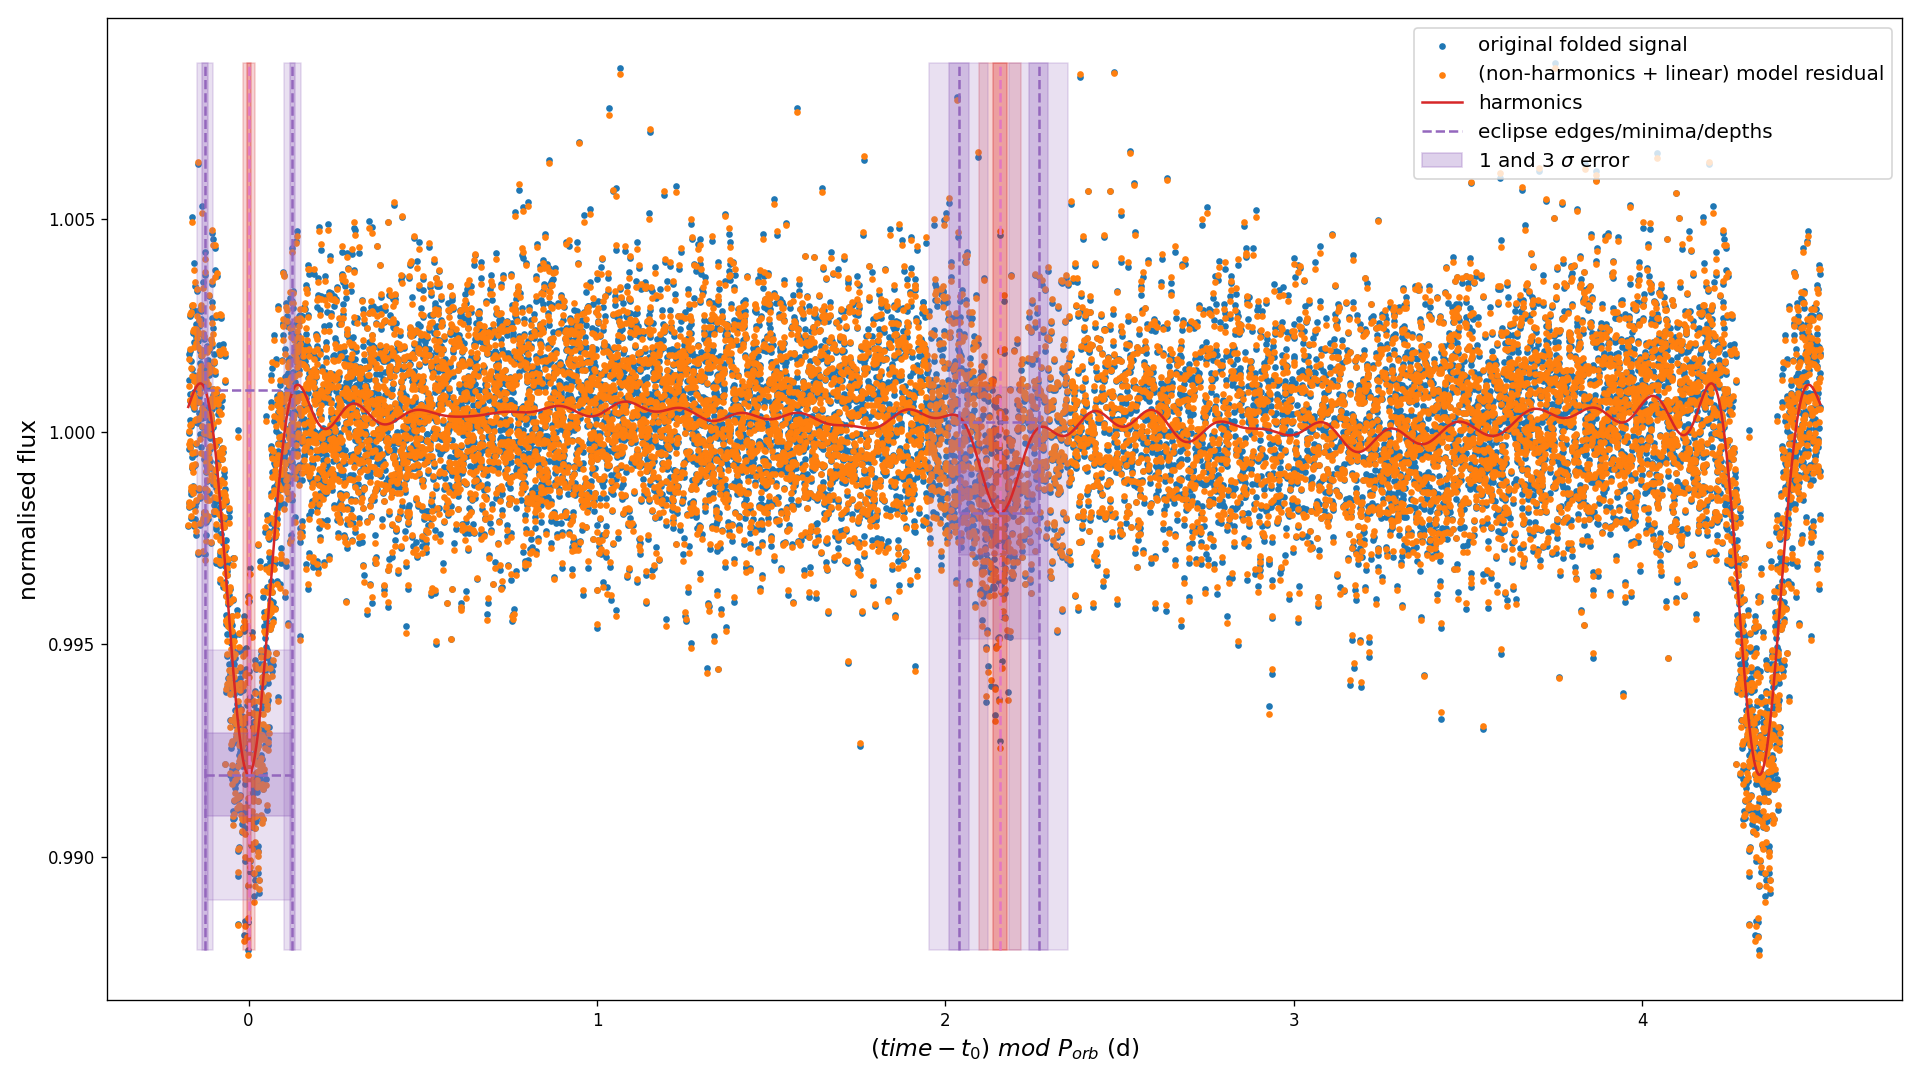 original folded signal
(non-harmonics + linear) model residual
harmonics
eclipse edges/minima/depths
1 and 3 σ error
normalised flux
1.005
1.000
0.995
0.990
0
1
2
3
4
(time − t₀) mod P_orb (d)